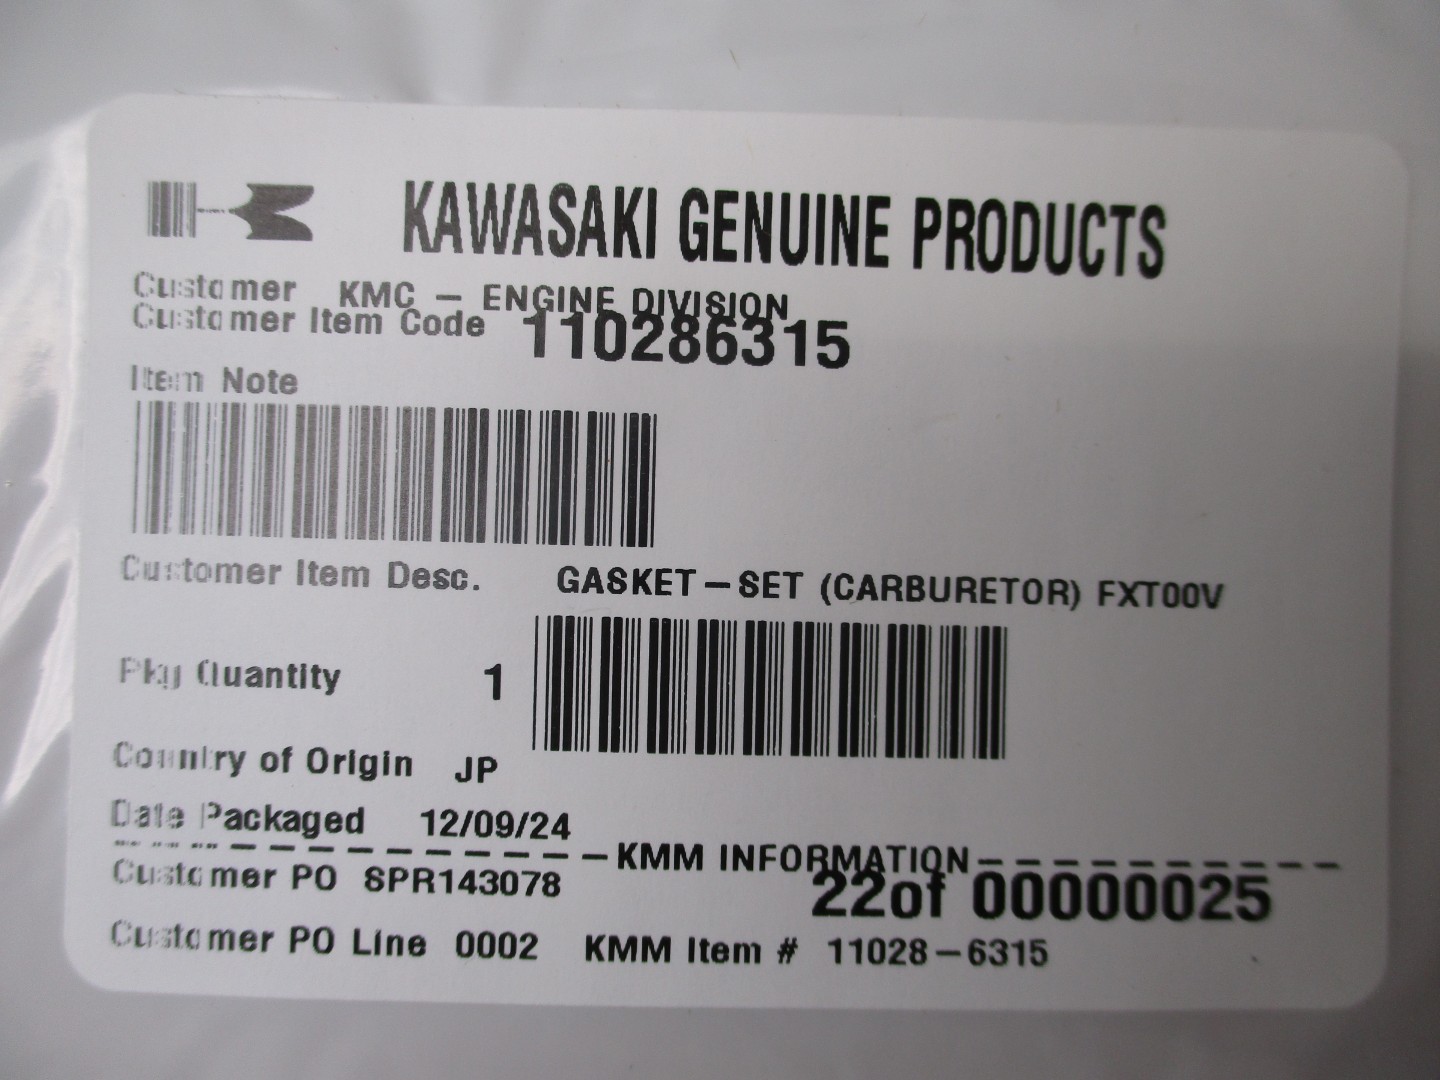 KAWASAKI GENUINE PRODUCTS
Customer KMC - ENGINE DIVISION
Customer Item Code 110286315
Item Note
Customer Item Desc. GASKET-SET (CARBURETOR) FXT00V
Pkg Quantity 1
Country of Origin JP
Date Packaged 12/09/24
KMM INFORMATION
Customer PO SPR143078 22of 00000025
Customer PO Line 0002 KMM Item # 11028-6315